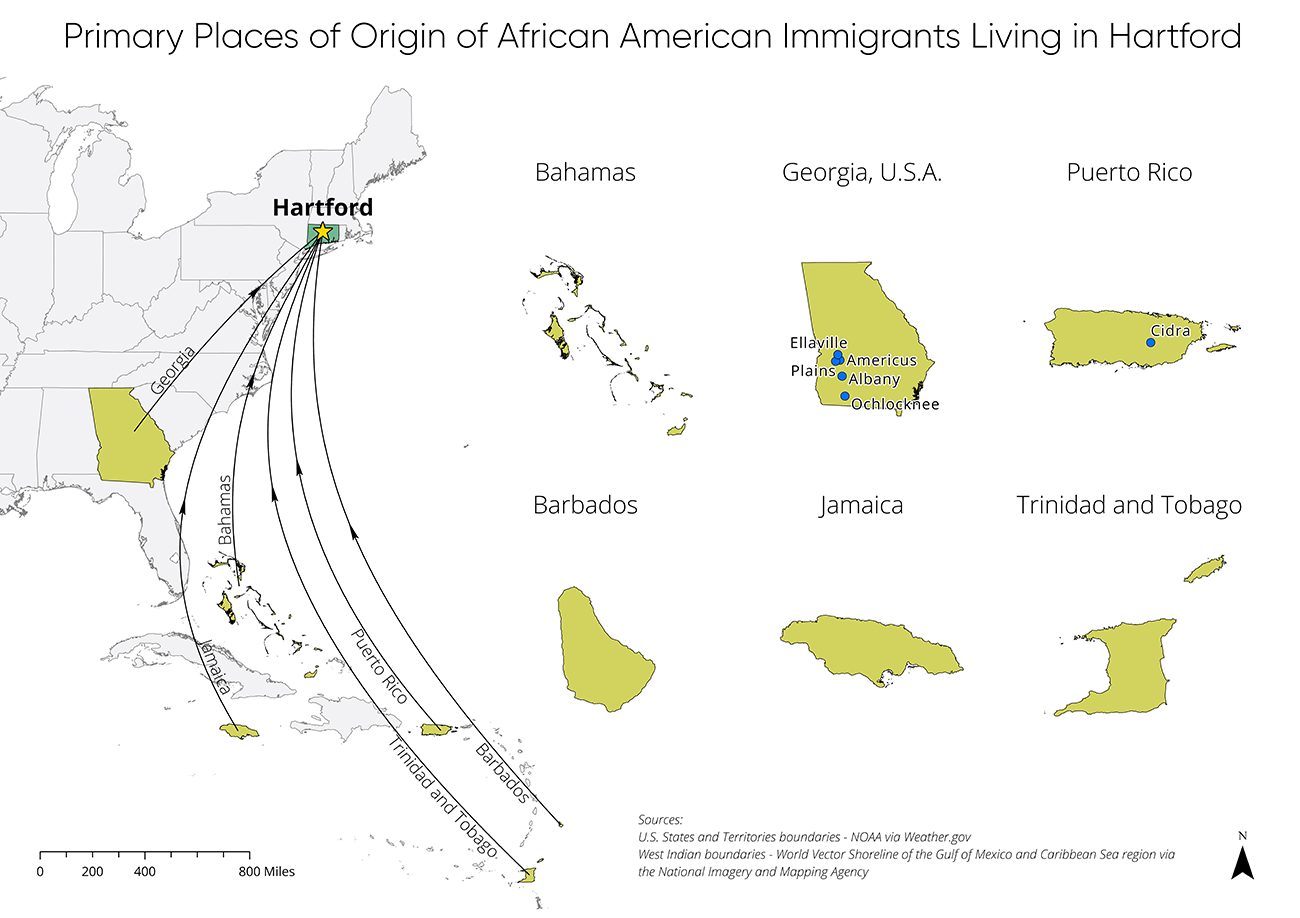 Primary Places of Origin of African American Immigrants Living in Hartford
Hartford
Georgia
Bahamas
Jamaica
Puerto Rico
Trinidad and Tobago
Barbados
0 200 400 800 Miles
Bahamas
Georgia, U.S.A.
Ellaville
Americus
Plains
Albany
Ochlocknee
Puerto Rico
Cidra
Barbados
Jamaica
Trinidad and Tobago
Sources:
U.S. States and Territories boundaries - NOAA via Weather.gov
West Indian boundaries - World Vector Shoreline of the Gulf of Mexico and Caribbean Sea region via
the National Imagery and Mapping Agency
N